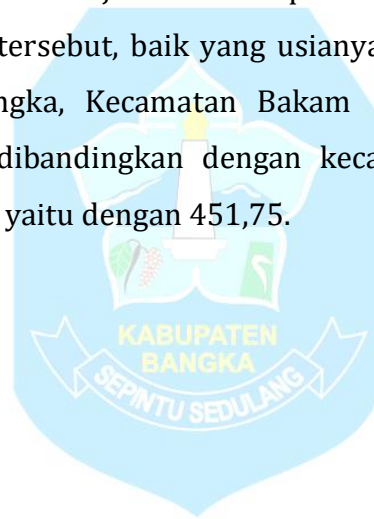 tersebut, baik yang usianya
ngka, Kecamatan Bakam
dibandingkan dengan keca
yaitu dengan 451,75.
KABUPATEN
BANGKA
SEPINTU SEDULANG